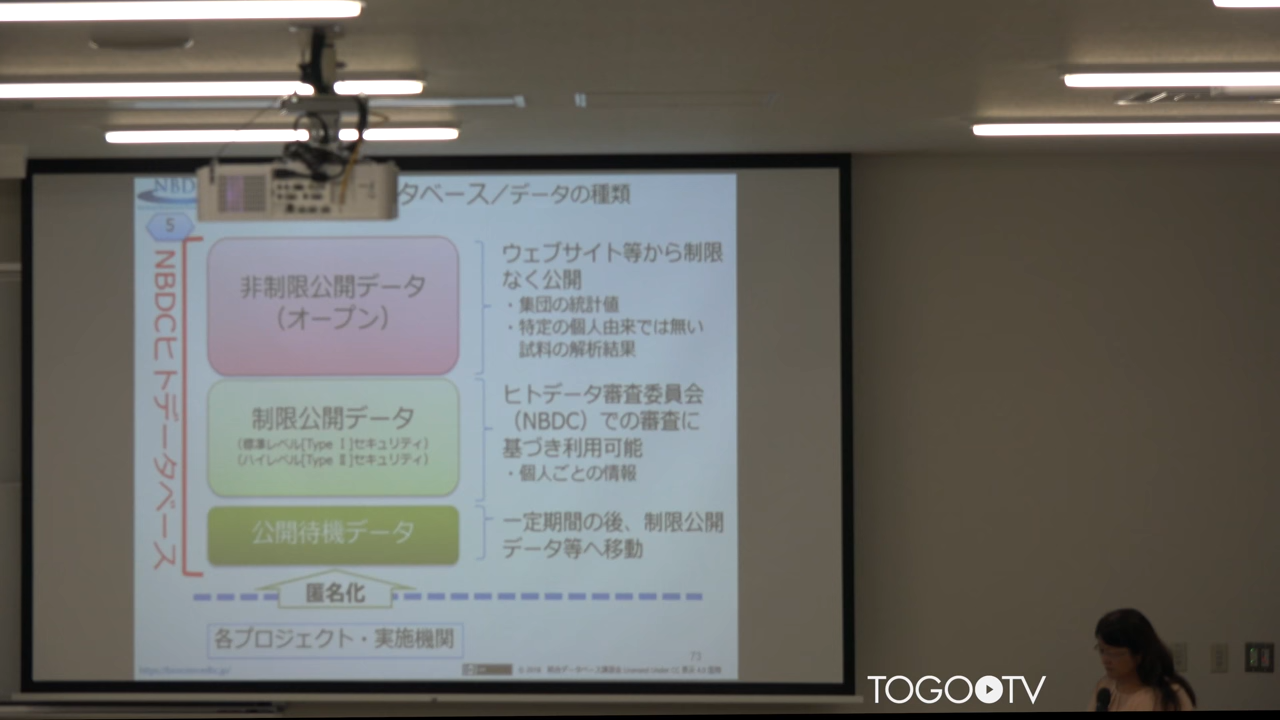 NBD
タベース／データの種類
5
NBDCヒトデータベース
非制限公開データ
（オープン）
ウェブサイト等から制限
なく公開
・集団の統計値
・特定の個人由来では無い
試料の解析結果
制限公開データ
（標準レベル[Type Ⅰ]セキュリティ）
（ハイレベル[Type Ⅱ]セキュリティ）
ヒトデータ審査委員会
（NBDC）での審査に
基づき利用可能
・個人ごとの情報
公開待機データ
一定期間の後、制限公開
データ等へ移動
匿名化
各プロジェクト・実施機関
73
TOGOTV